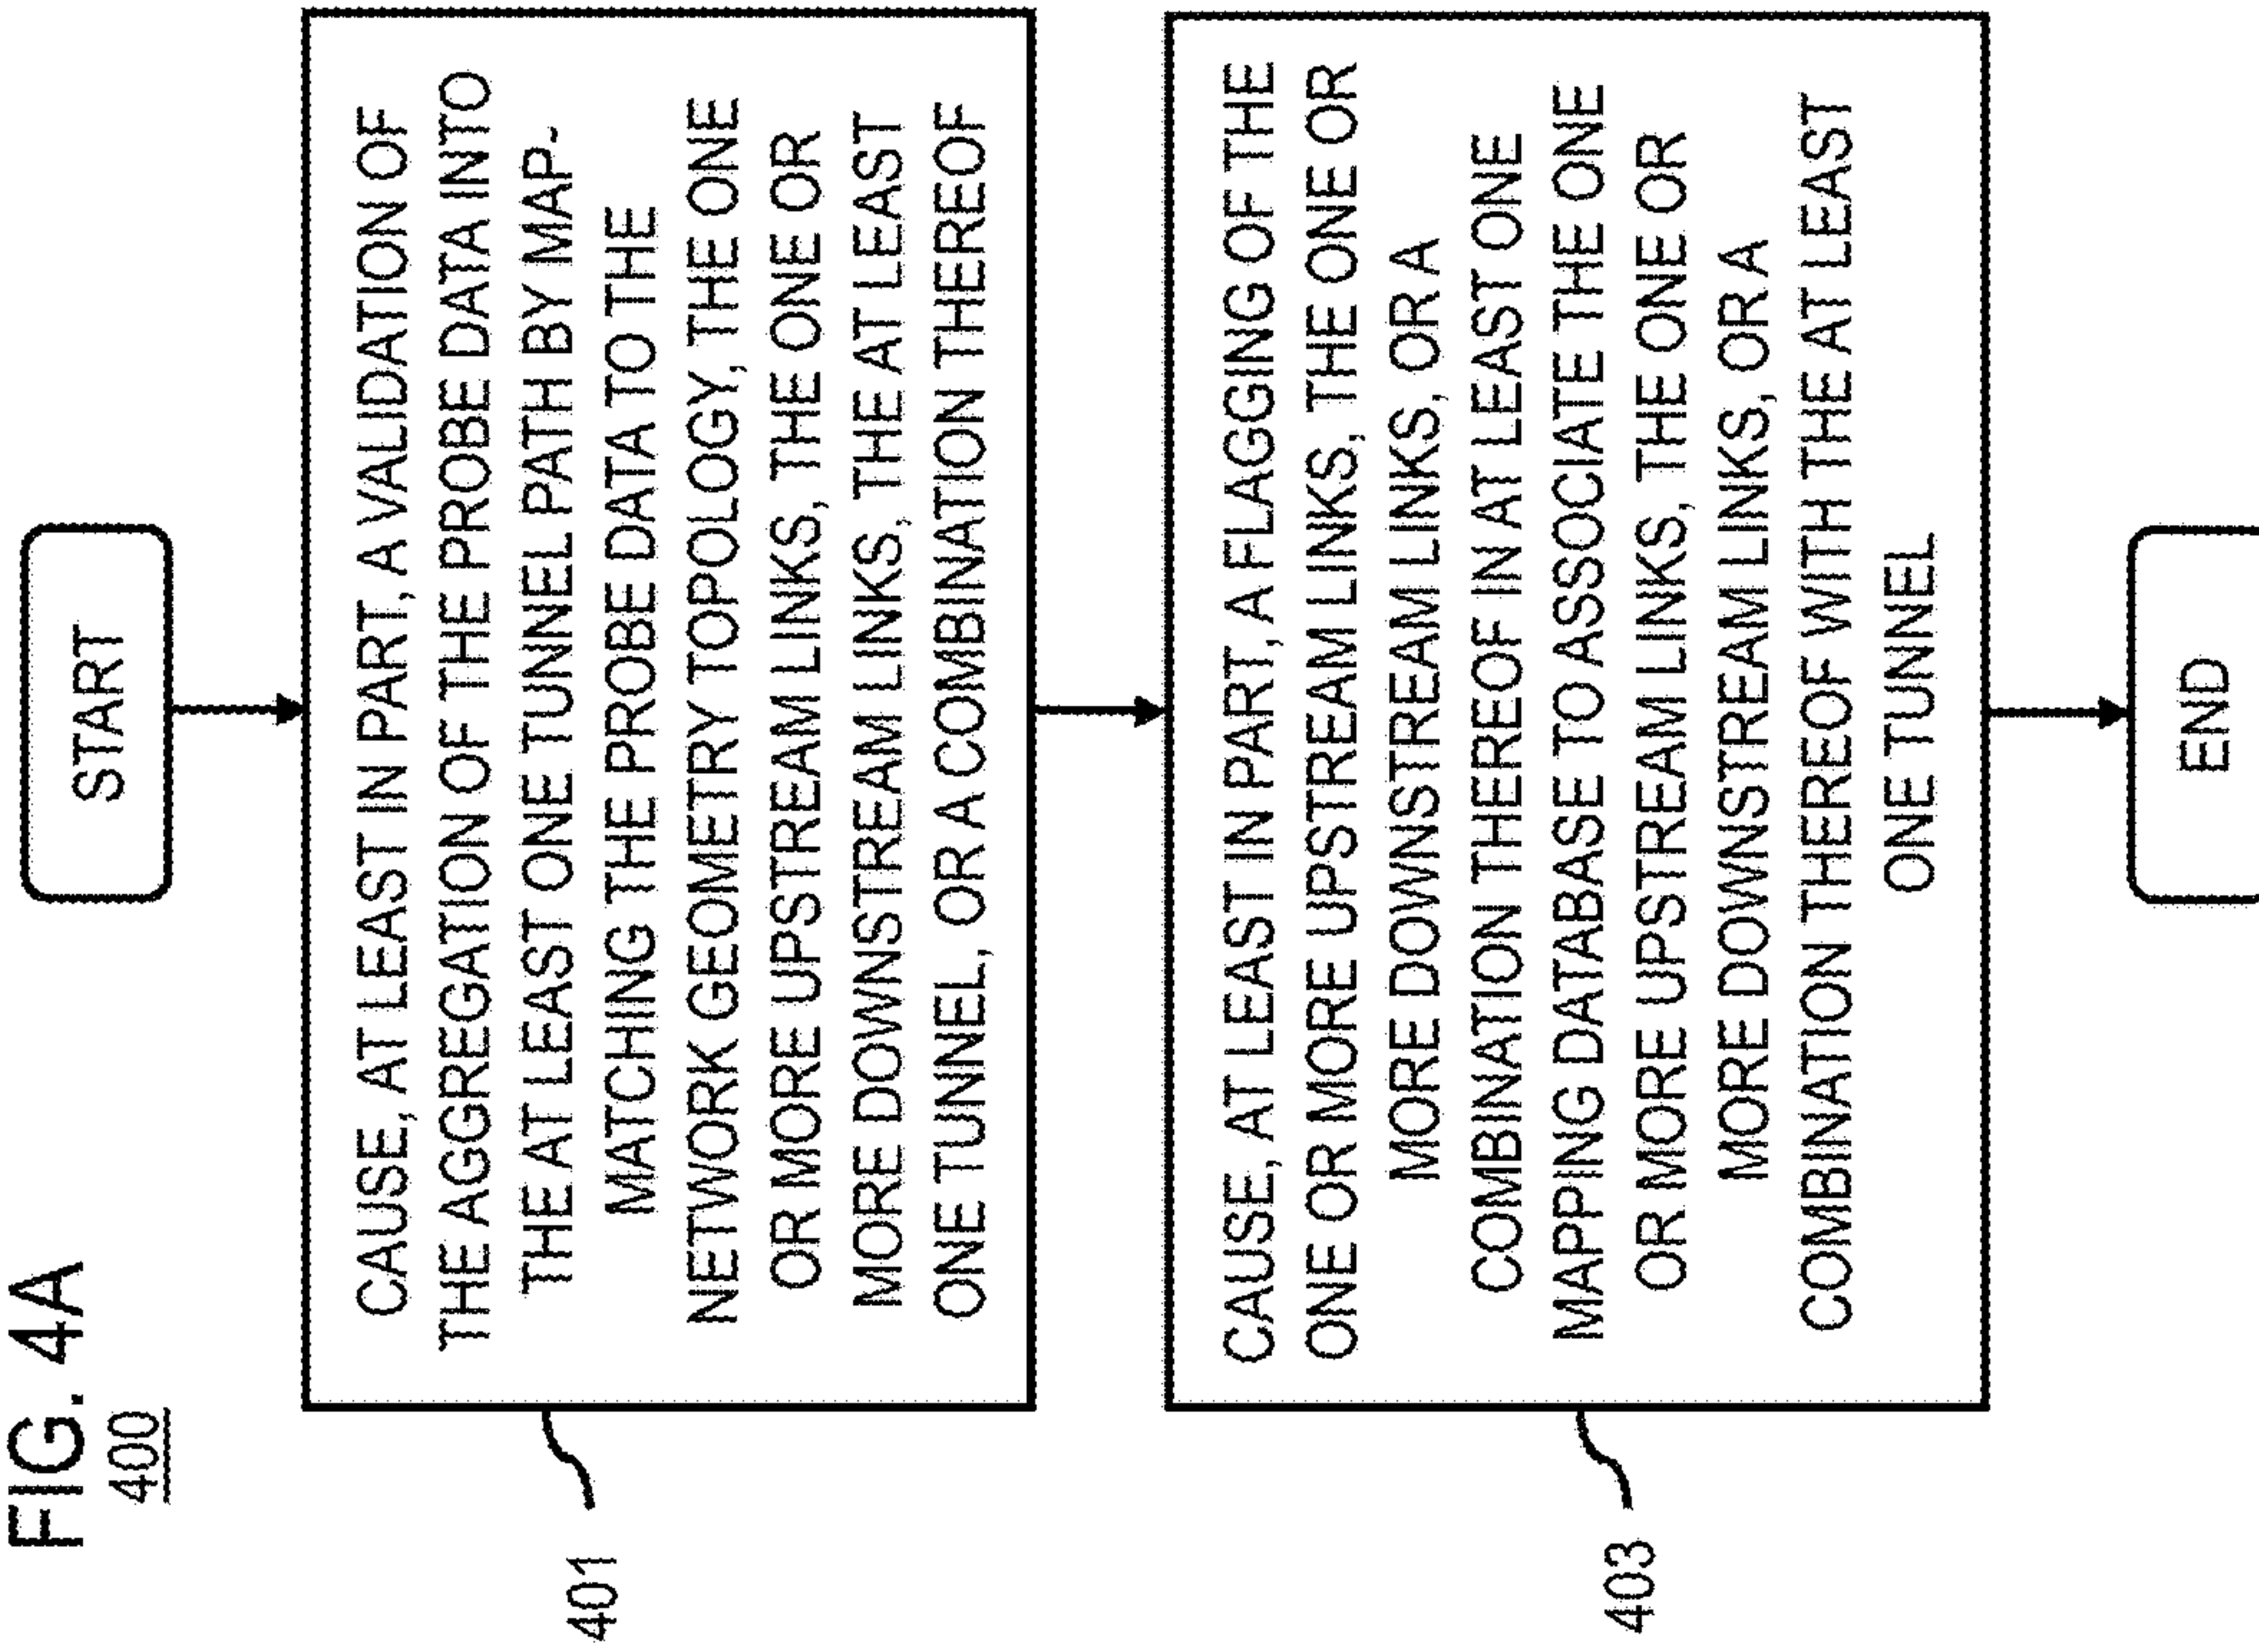 FIG. 4A
400
START
CAUSE, AT LEAST IN PART, A VALIDATION OF
THE AGGREGATION OF THE PROBE DATA INTO
THE AT LEAST ONE TUNNEL PATH BY MAP-
MATCHING THE PROBE DATA TO THE
NETWORK GEOMETRY TOPOLOGY, THE ONE
OR MORE UPSTREAM LINKS, THE ONE OR
MORE DOWNSTREAM LINKS, THE AT LEAST
ONE TUNNEL, OR A COMBINATION THEREOF
401
CAUSE, AT LEAST IN PART, A FLAGGING OF THE
ONE OR MORE UPSTREAM LINKS, THE ONE OR
MORE DOWNSTREAM LINKS, OR A
COMBINATION THEREOF IN AT LEAST ONE
MAPPING DATABASE TO ASSOCIATE THE ONE
OR MORE UPSTREAM LINKS, THE ONE OR
MORE DOWNSTREAM LINKS, OR A
COMBINATION THEREOF WITH THE AT LEAST
ONE TUNNEL
403
END